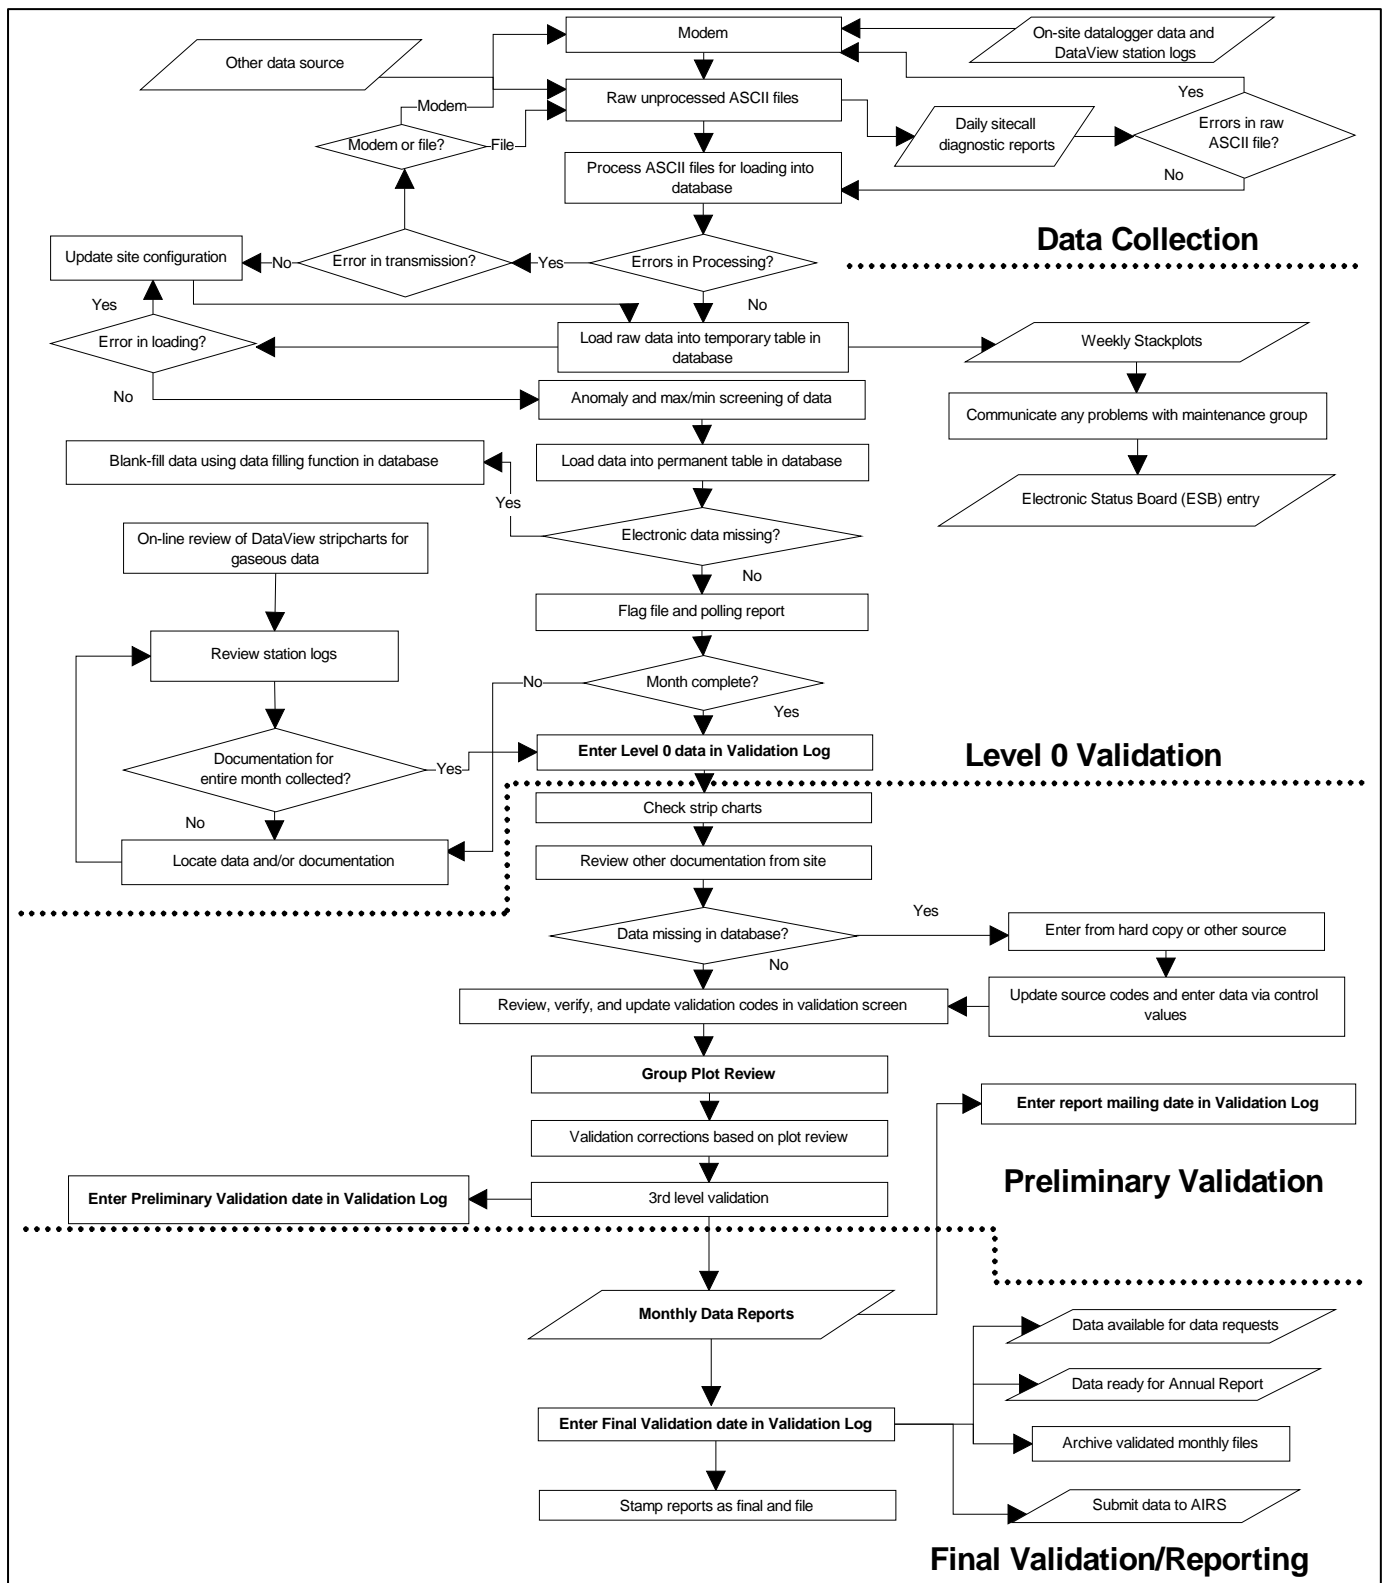 Modem
On-site datalogger data and
DataView station logs
Other data source
Modem
Raw unprocessed ASCII files
Yes
Daily sitecall
diagnostic reports
Errors in raw
ASCII file?
Modem or file?
File
Process ASCII files for loading into
database
No
Data Collection
Update site configuration
No
Error in transmission?
Yes
Errors in Processing?
Yes
No
Error in loading?
Load raw data into temporary table in
database
Weekly Stackplots
No
Anomaly and max/min screening of data
Communicate any problems with maintenance group
Blank-fill data using data filling function in database
Load data into permanent table in database
Yes
Electronic Status Board (ESB) entry
On-line review of DataView stripcharts for
gaseous data
Electronic data missing?
No
Flag file and polling report
Review station logs
No
Month complete?
Yes
Documentation for
entire month collected?
Yes
Enter Level 0 data in Validation Log
Level 0 Validation
Check strip charts
No
Locate data and/or documentation
Review other documentation from site
Yes
Data missing in database?
Enter from hard copy or other source
No
Review, verify, and update validation codes in validation screen
Update source codes and enter data via control
values
Group Plot Review
Enter report mailing date in Validation Log
Validation corrections based on plot review
Preliminary Validation
Enter Preliminary Validation date in Validation Log
3rd level validation
Monthly Data Reports
Data available for data requests
Data ready for Annual Report
Enter Final Validation date in Validation Log
Archive validated monthly files
Stamp reports as final and file
Submit data to AIRS
Final Validation/Reporting